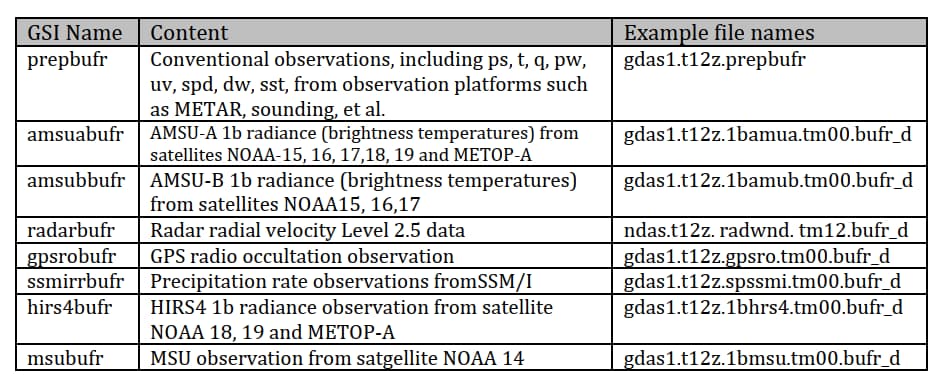 GSI Name Content Example file names
prepbufr Conventional observations, including ps, t, q, pw, gdas1.t12z.prepbufr
uv, spd, dw, sst, from observation platforms such
as METAR, sounding, et al.
amsuabufr AMSU-A 1b radiance (brightness temperatures) from gdas1.t12z.1bamua.tm00.bufr_d
satellites NOAA-15, 16, 17,18, 19 and METOP-A
amsubbufr AMSU-B 1b radiance (brightness temperatures) gdas1.t12z.1bamub.tm00.bufr_d
from satellites NOAA15, 16,17
radarbufr Radar radial velocity Level 2.5 data ndas.t12z. radwnd. tm12.bufr_d
gpsrobufr GPS radio occultation observation gdas1.t12z.gpsro.tm00.bufr_d
ssmirrbufr Precipitation rate observations fromSSM/I gdas1.t12z.spssmi.tm00.bufr_d
hirs4bufr HIRS4 1b radiance observation from satellite gdas1.t12z.1bhrs4.tm00.bufr_d
NOAA 18, 19 and METOP-A
msubufr MSU observation from satgellite NOAA 14 gdas1.t12z.1bmsu.tm00.bufr_d